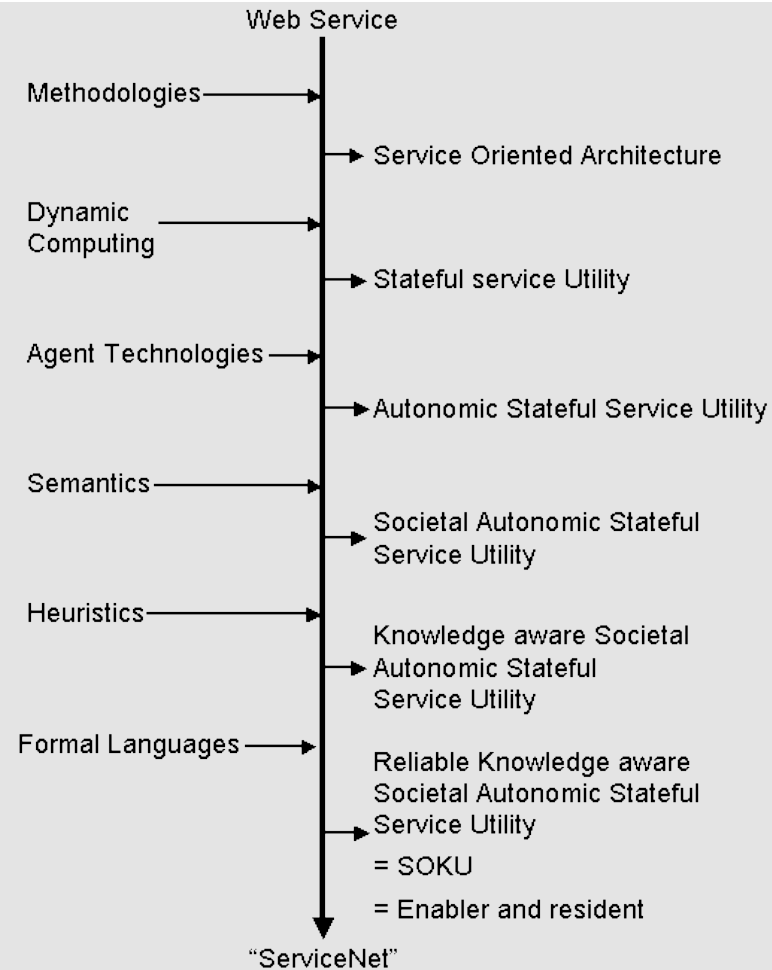 Web Service
Methodologies
Service Oriented Architecture
Dynamic
Computing
Stateful service Utility
Agent Technologies
Autonomic Stateful Service Utility
Semantics
Societal Autonomic Stateful
Service Utility
Heuristics
Knowledge aware Societal
Autonomic Stateful
Service Utility
Formal Languages
Reliable Knowledge aware
Societal Autonomic Stateful
Service Utility
= SOKU
= Enabler and resident
“ServiceNet”